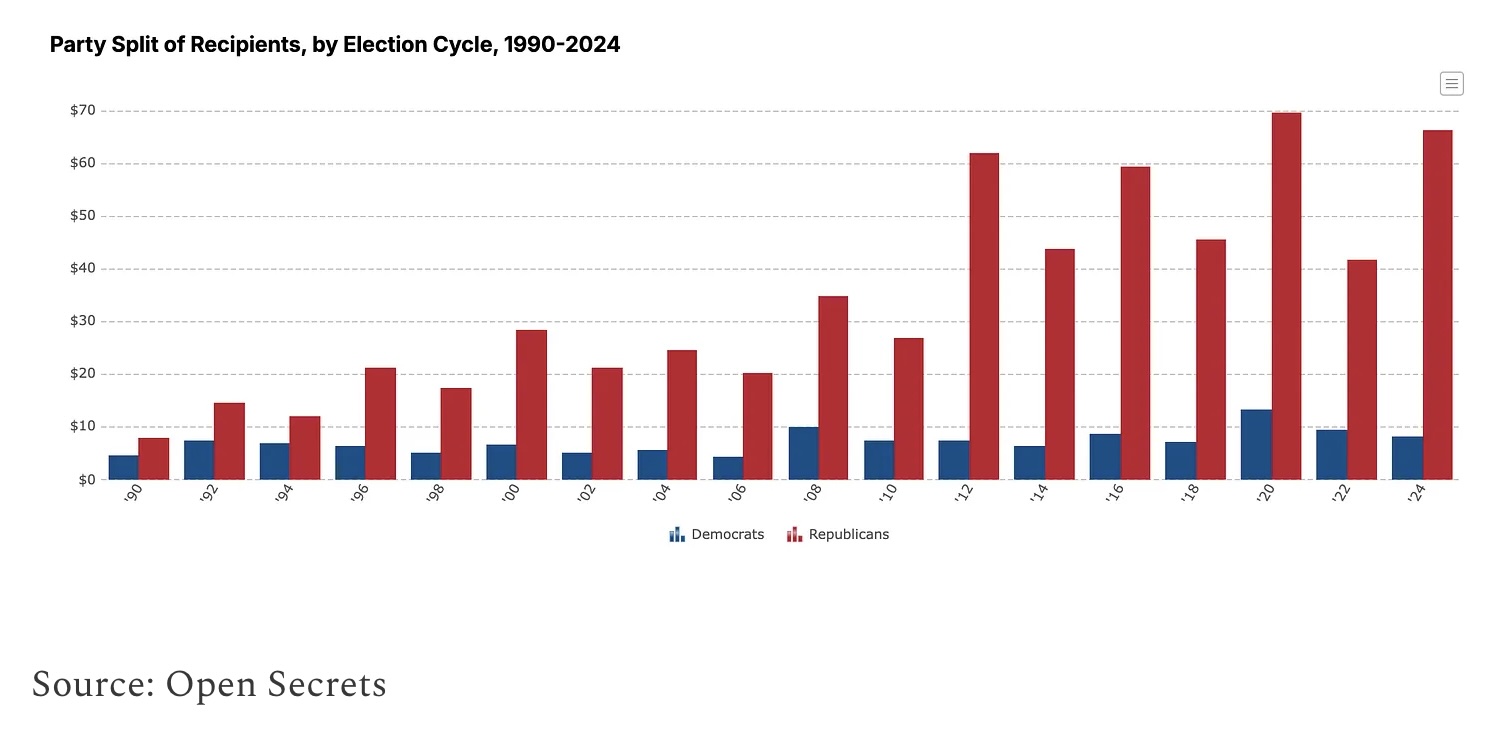 Party Split of Recipients, by Election Cycle, 1990-2024
$70
$60
$50
$40
$30
$20
$10
$0
'90 '92 '94 '96 '98 '00 '02 '04 '06 '08 '10 '12 '14 '16 '18 '20 '22 '24
Democrats Republicans
Source: Open Secrets